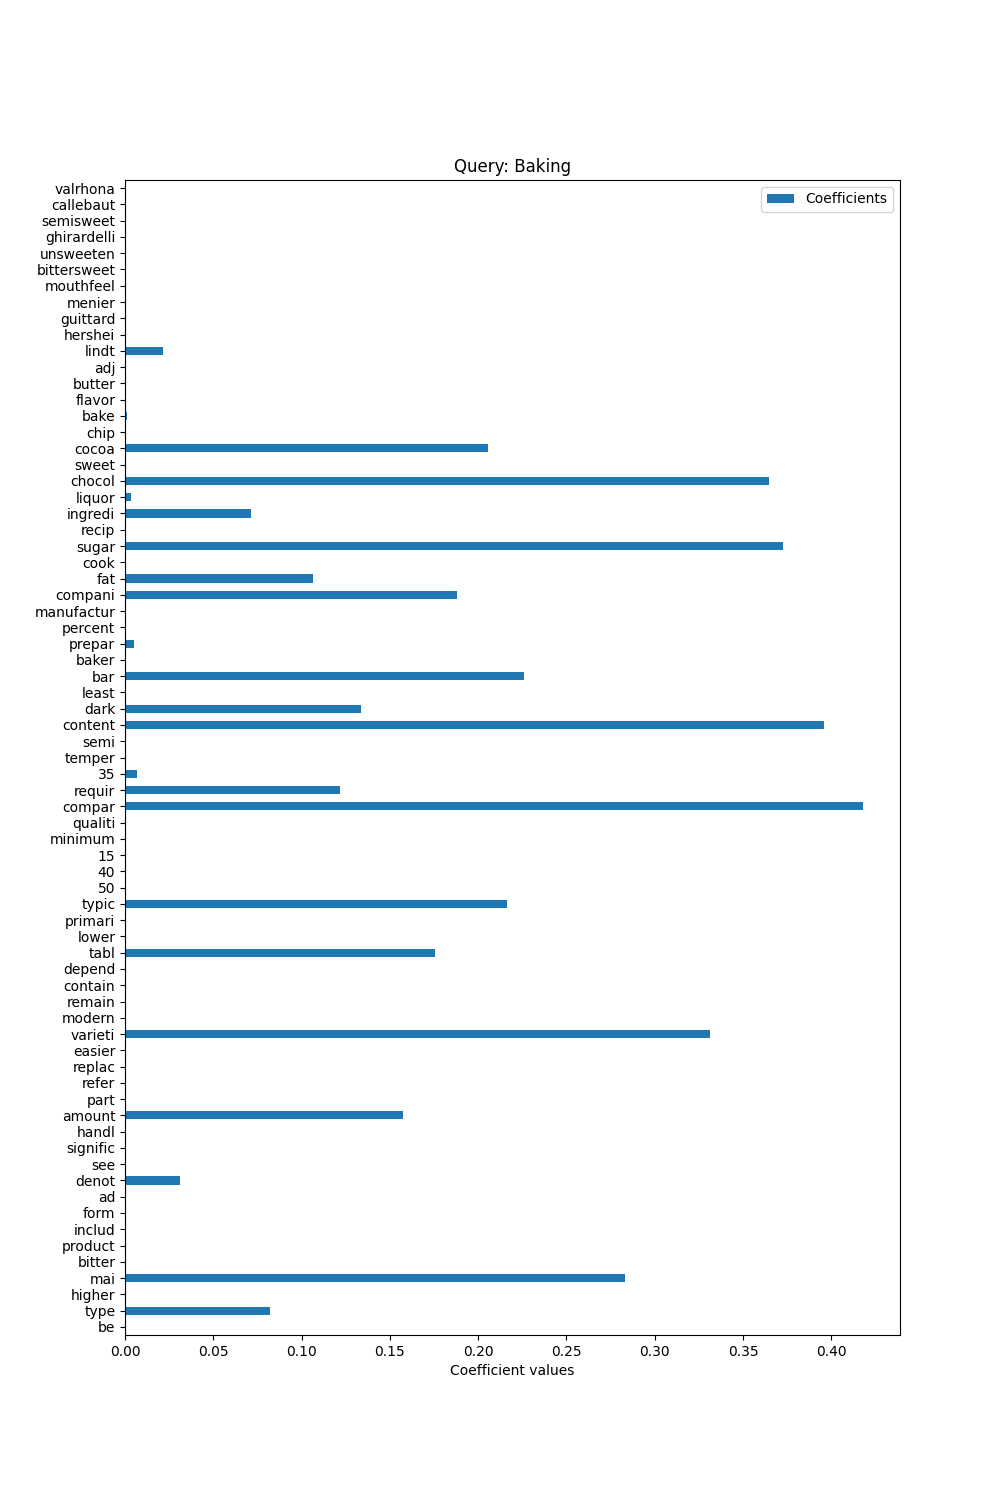 Query: Baking
Coefficients
valrhona
callebaut
semisweet
ghirardelli
unsweeten
bittersweet
mouthfeel
menier
guittard
hershei
lindt
adj
butter
flavor
bake
chip
cocoa
sweet
chocol
liquor
ingredi
recip
sugar
cook
fat
compani
manufactur
percent
prepar
baker
bar
least
dark
content
semi
temper
35
requir
compar
qualiti
minimum
15
40
50
typic
primari
lower
tabl
depend
contain
remain
modern
varieti
easier
replac
refer
part
amount
handl
signific
see
denot
ad
form
includ
product
bitter
mai
higher
type
be
0.00 0.05 0.10 0.15 0.20 0.25 0.30 0.35 0.40
Coefficient values